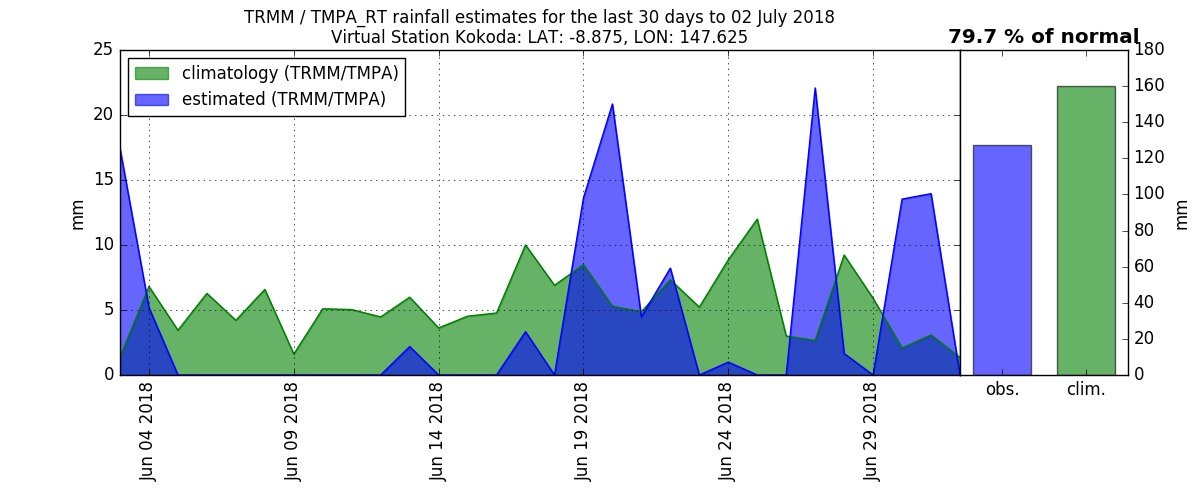 TRMM / TMPA_RT rainfall estimates for the last 30 days to 02 July 2018
Virtual Station Kokoda: LAT: -8.875, LON: 147.625
79.7 % of normal
climatology (TRMM/TMPA)
estimated (TRMM/TMPA)
25
20
15
10
5
0
mm
Jun 04 2018
Jun 09 2018
Jun 14 2018
Jun 19 2018
Jun 24 2018
Jun 29 2018
obs.
clim.
180
160
140
120
100
80
60
40
20
0
mm